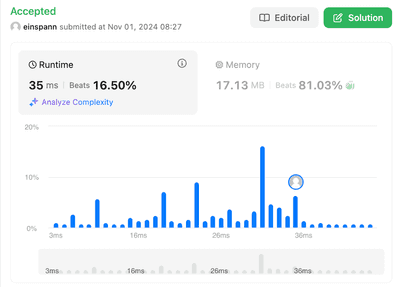 Accepted
einspann submitted at Nov 01, 2024 08:27
Editorial
Solution
Runtime
35 ms | Beats 16.50%
Analyze Complexity
Memory
17.13 MB | Beats 81.03%
20%
10%
0%
3ms 16ms 26ms 36ms
3ms 16ms 26ms 36ms